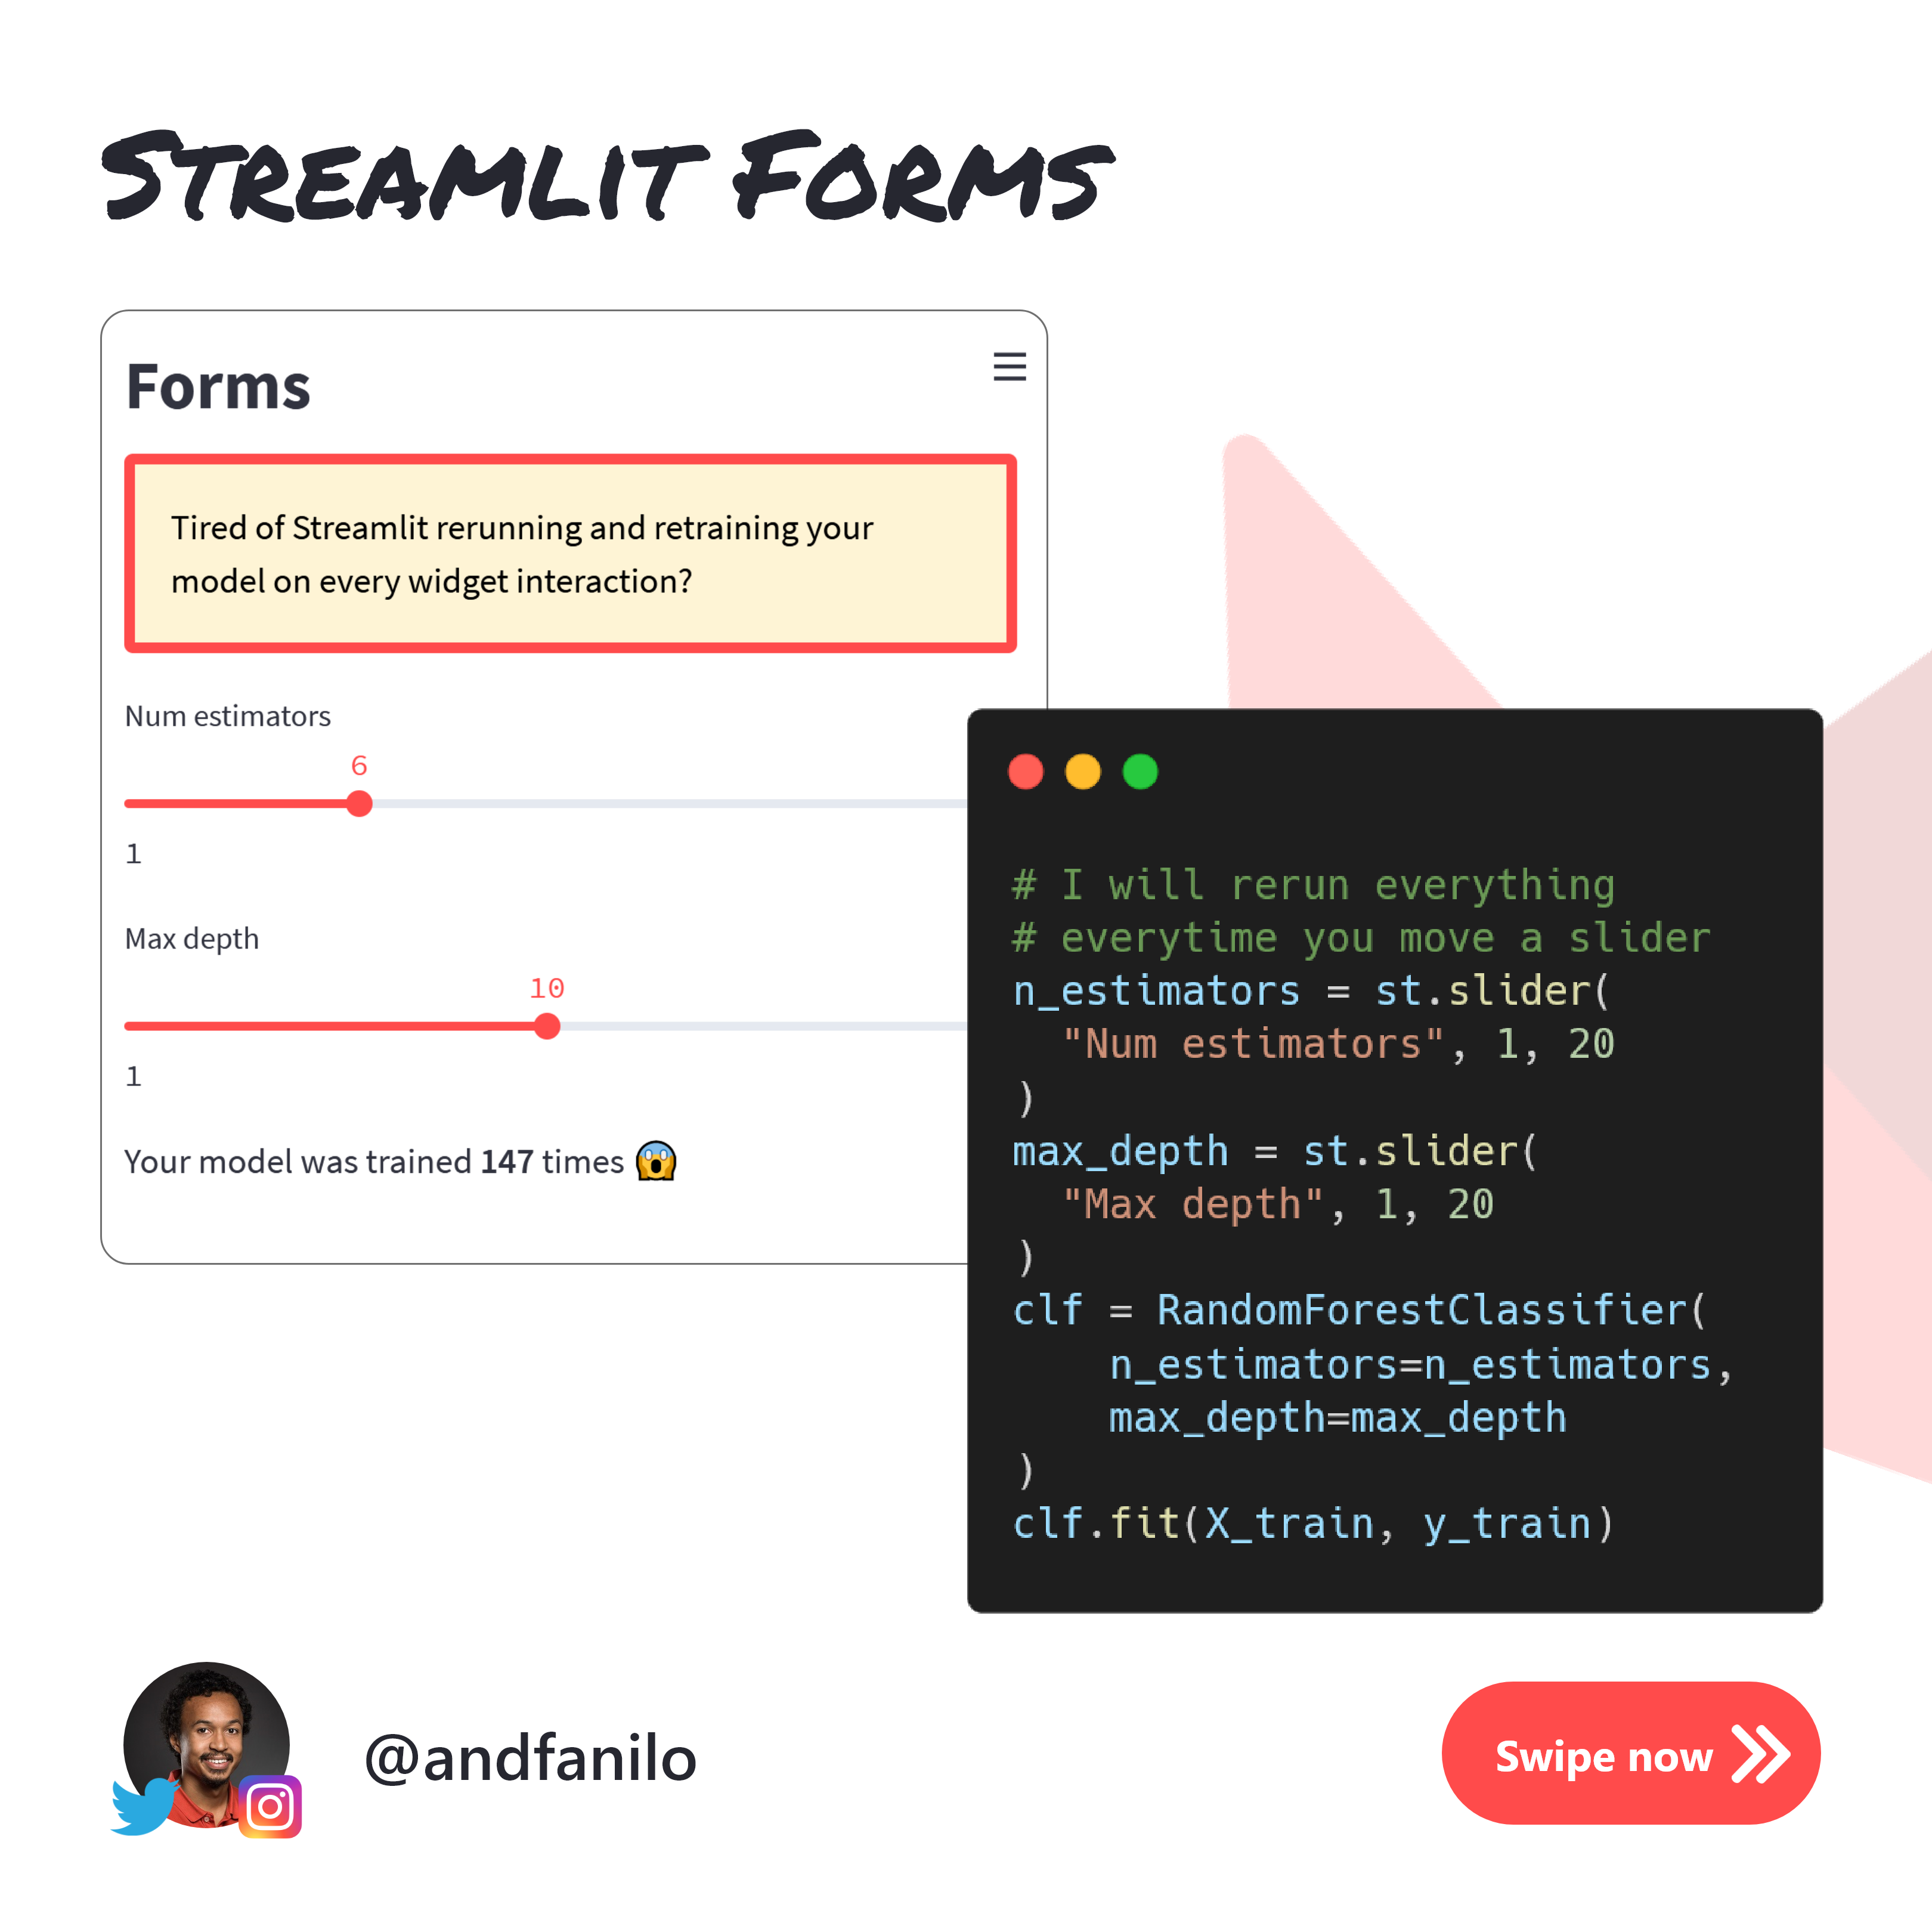 STREAMLIT FORMS
Forms
Tired of Streamlit rerunning and retraining your
model on every widget interaction?
Num estimators
6
1
Max depth
10
1
Your model was trained 147 times 😱
# I will rerun everything
# everytime you move a slider
n_estimators = st.slider(
  "Num estimators", 1, 20
)
max_depth = st.slider(
  "Max depth", 1, 20
)
clf = RandomForestClassifier(
    n_estimators=n_estimators,
    max_depth=max_depth
)
clf.fit(X_train, y_train)
@andfanilo
Swipe now